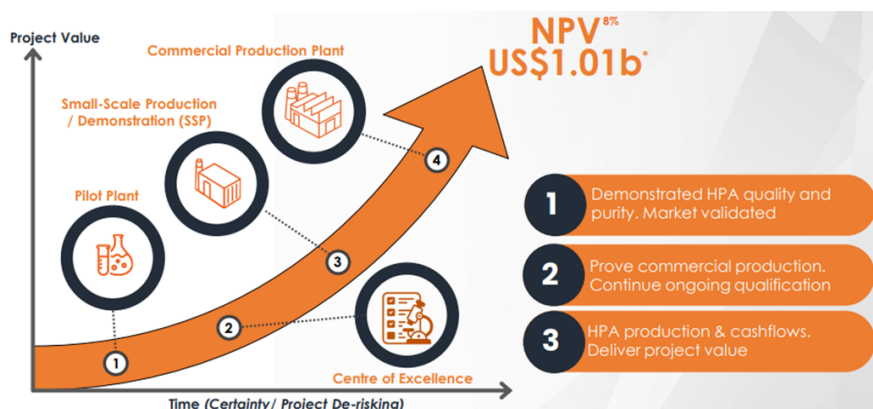 Project Value
Commercial Production Plant
NPV8%
US$1.01b*
Small-Scale Production
/ Demonstration (SSP)
Pilot Plant
4
3
2
1
Centre of Excellence
Time (Certainty/ Project De-risking)
1
Demonstrated HPA quality and
purity. Market validated
2
Prove commercial production.
Continue ongoing qualification
3
HPA production & cashflows.
Deliver project value